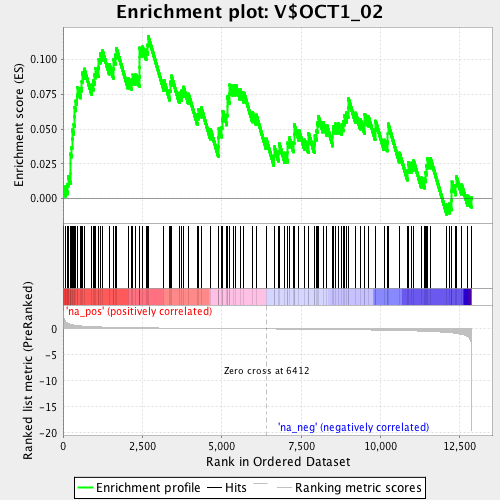 Enrichment plot: V$OCT1_02
Enrichment score (ES)
0.100
0.075
0.050
0.025
0.000
'na_pos' (positively correlated)
Ranked list metric (PreRanked)
0
-5
-10
-15
-20
Zero cross at 6412
'na_neg' (negatively correlated)
0
2,500
5,000
7,500
10,000
12,500
Rank in Ordered Dataset
Enrichment profile
Hits
Ranking metric scores